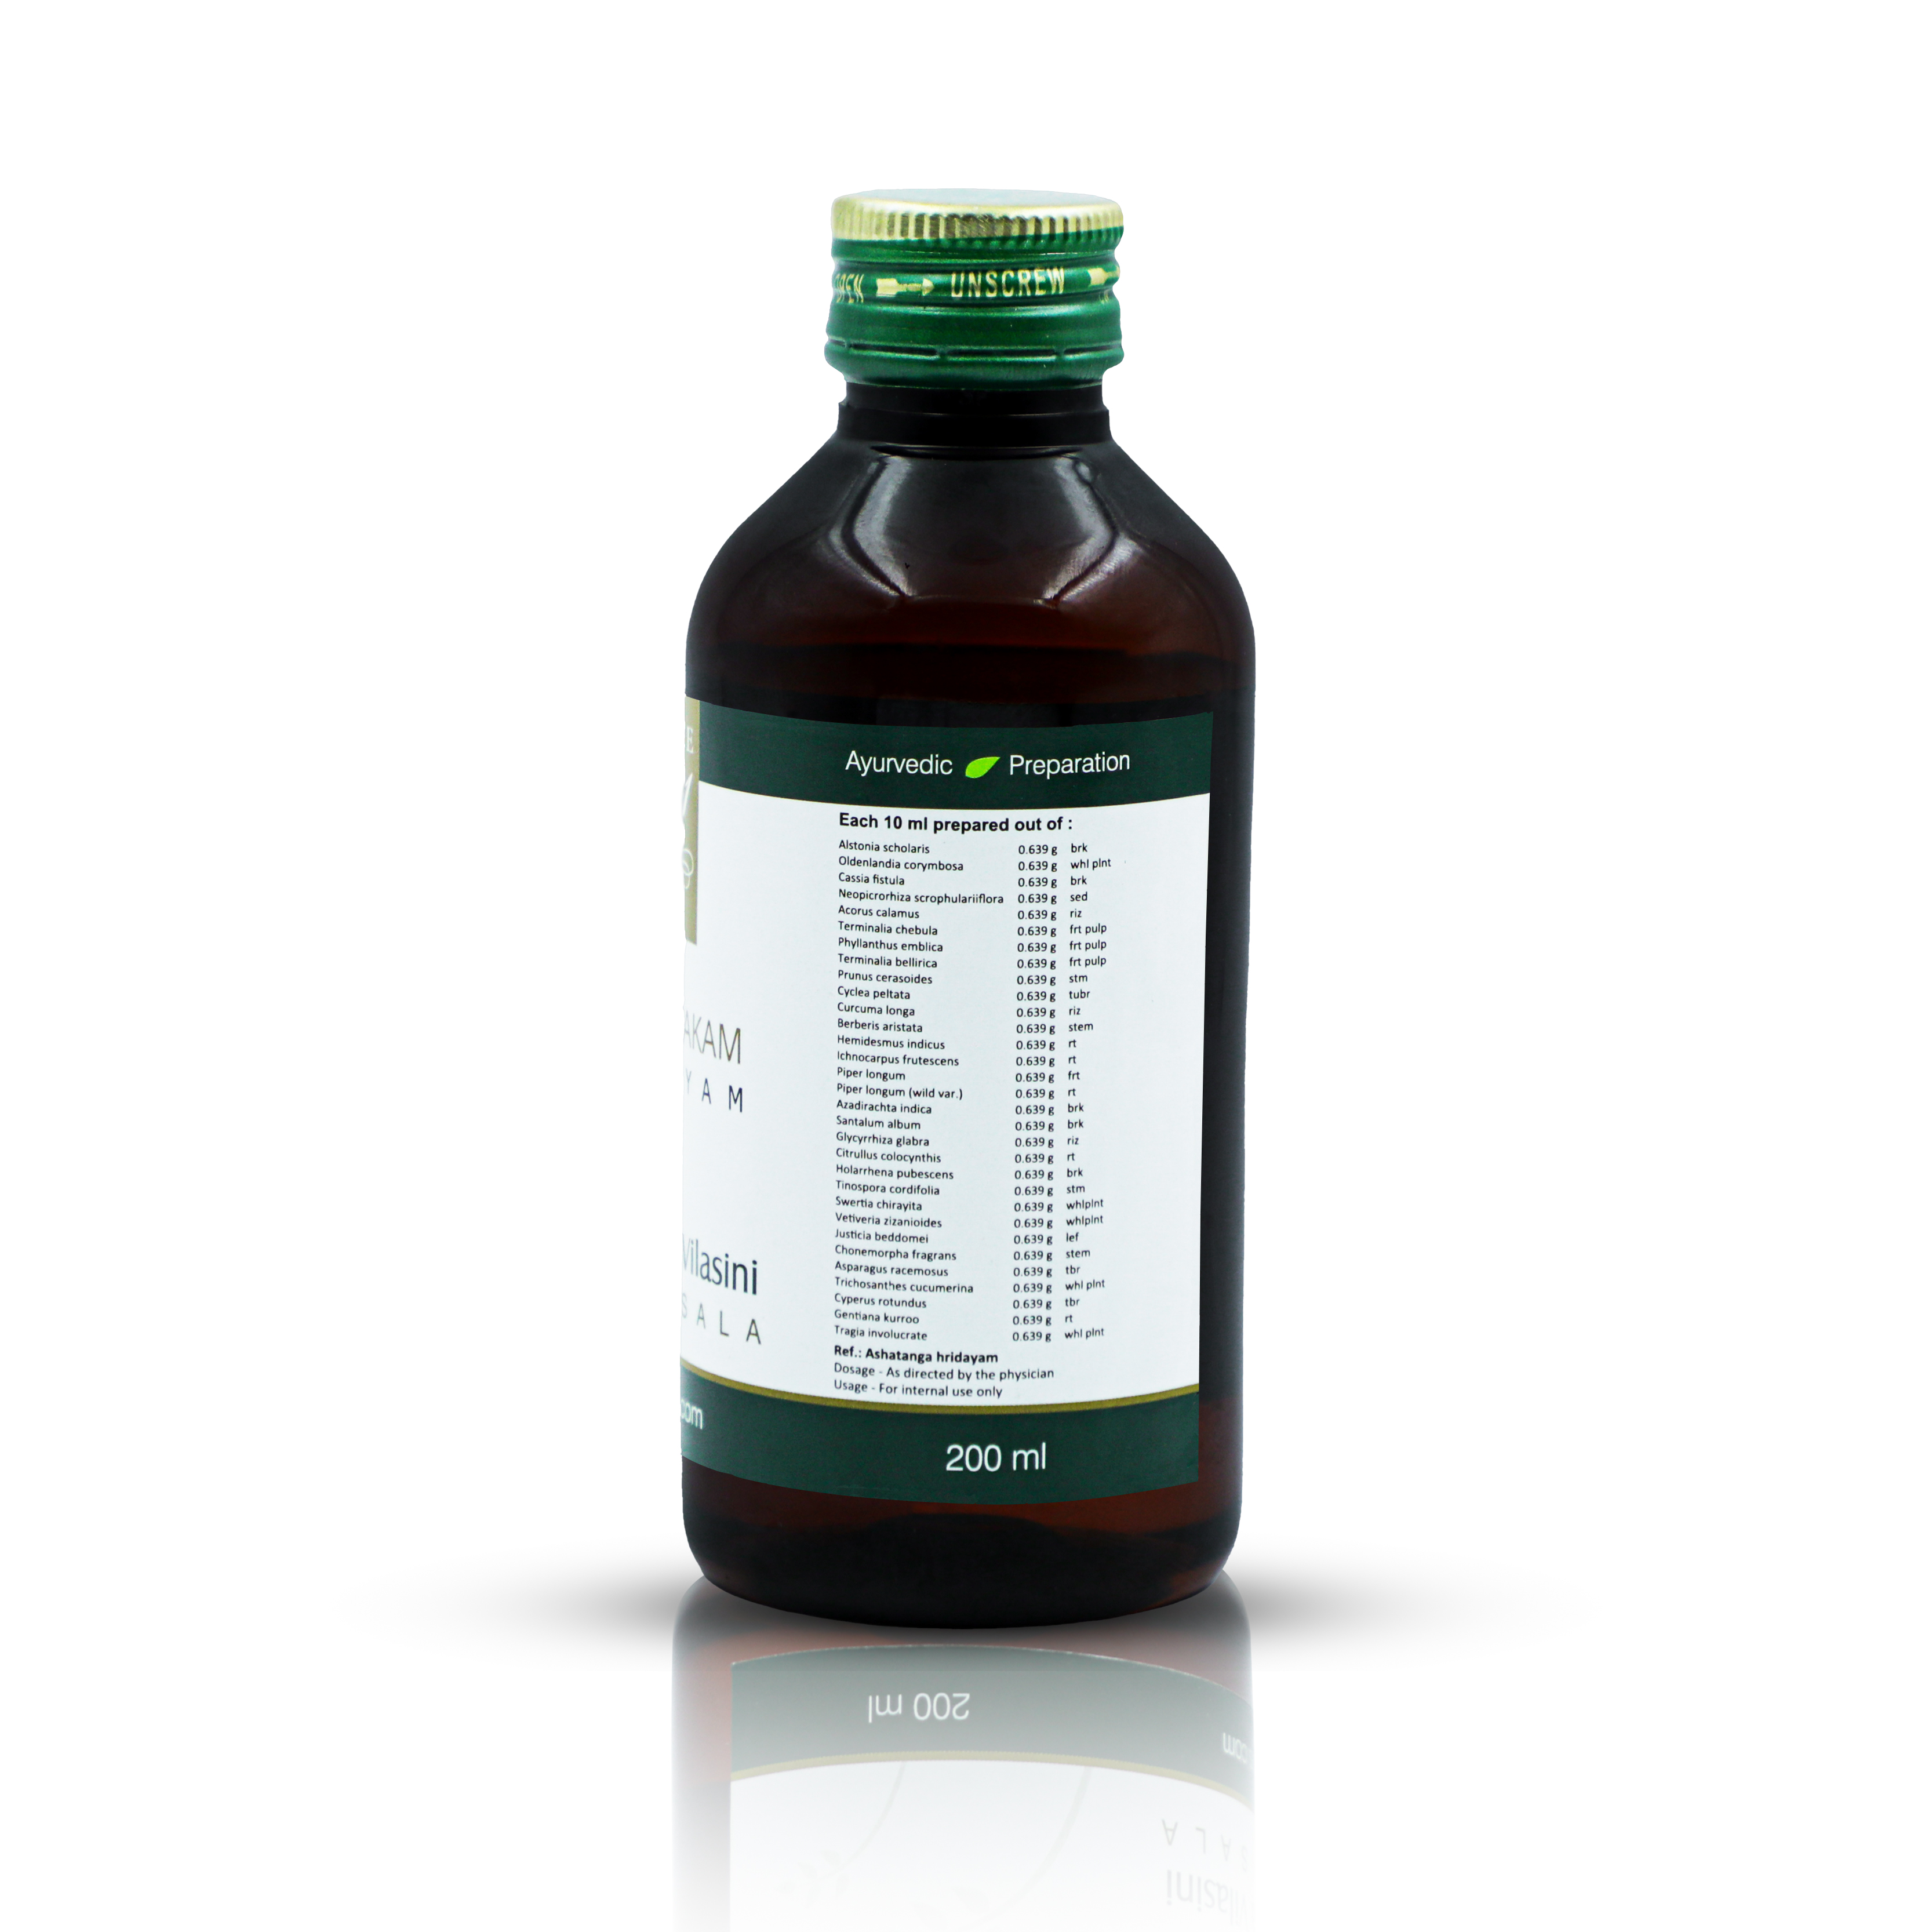 UNSCREW
Ayurvedic Preparation
Each 10 ml prepared out of :
Alstonia scholaris 0.639 g brk
Oldenlandia corymbosa 0.639 g whl plnt
Cassia fistula 0.639 g brk
Neopicrorhiza scrophulariiflora 0.639 g sed
Acorus calamus 0.639 g riz
Terminalia chebula 0.639 g frt pulp
Phyllanthus emblica 0.639 g frt pulp
Terminalia bellirica 0.639 g frt pulp
Prunus cerasoides 0.639 g stm
Cyclea peltata 0.639 g tubr
Curcuma longa 0.639 g riz
Berberis aristata 0.639 g stem
Hemidesmus indicus 0.639 g rt
Ichnocarpus frutescens 0.639 g rt
Piper longum 0.639 g frt
Piper longum (wild var.) 0.639 g rt
Azadirachta indica 0.639 g brk
Santalum album 0.639 g brk
Glycyrrhiza glabra 0.639 g riz
Citrullus colocynthis 0.639 g rt
Holarrhena pubescens 0.639 g brk
Tinospora cordifolia 0.639 g stm
Swertia chirayita 0.639 g whlplnt
Vetiveria zizanioides 0.639 g whlplnt
Justicia beddomei 0.639 g lef
Chonemorpha fragrans 0.639 g stem
Asparagus racemosus 0.639 g tbr
Trichosanthes cucumerina 0.639 g whl plnt
Cyperus rotundus 0.639 g tbr
Gentiana kurroo 0.639 g rt
Tragia involucrate 0.639 g whl plnt
Ref.: Ashatanga hridayam
Dosage - As directed by the physician
Usage - For internal use only
200 ml
AKAM
YAM
Vilasini
SALA
.com